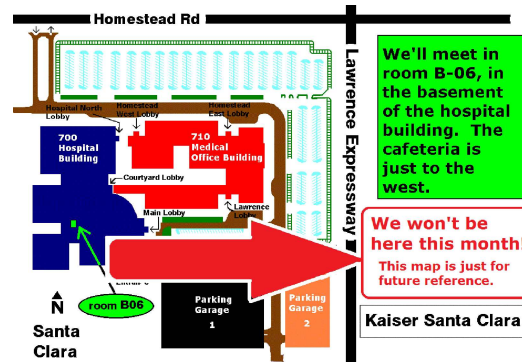 Homestead Rd
Hospital North
Lobby
Homestead
West Lobby
Homestead
East Lobby
700
Hospital
Building
710
Medical
Office Building
Courtyard Lobby
Main Lobby
Lawrence
Lobby
Lawrence Expressway
We'll meet in
room B-06, in
the basement
of the hospital
building. The
cafeteria is
just to the
west.
We won't be
here this month!
This map is just for
future reference.
N
room B06
Santa
Clara
Parking
Garage
1
Parking
Garage
2
Kaiser Santa Clara